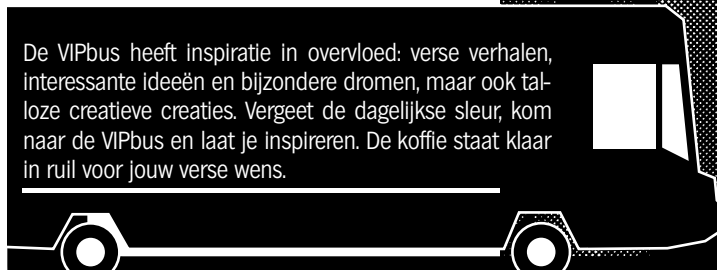 De VIPbus heeft inspiratie in overvloed: verse verhalen,
interessante ideeën en bijzondere dromen, maar ook tal-
loze creatieve creaties. Vergeet de dagelijkse sleur, kom
naar de VIPbus en laat je inspireren. De koffie staat klaar
in ruil voor jouw verse wens.